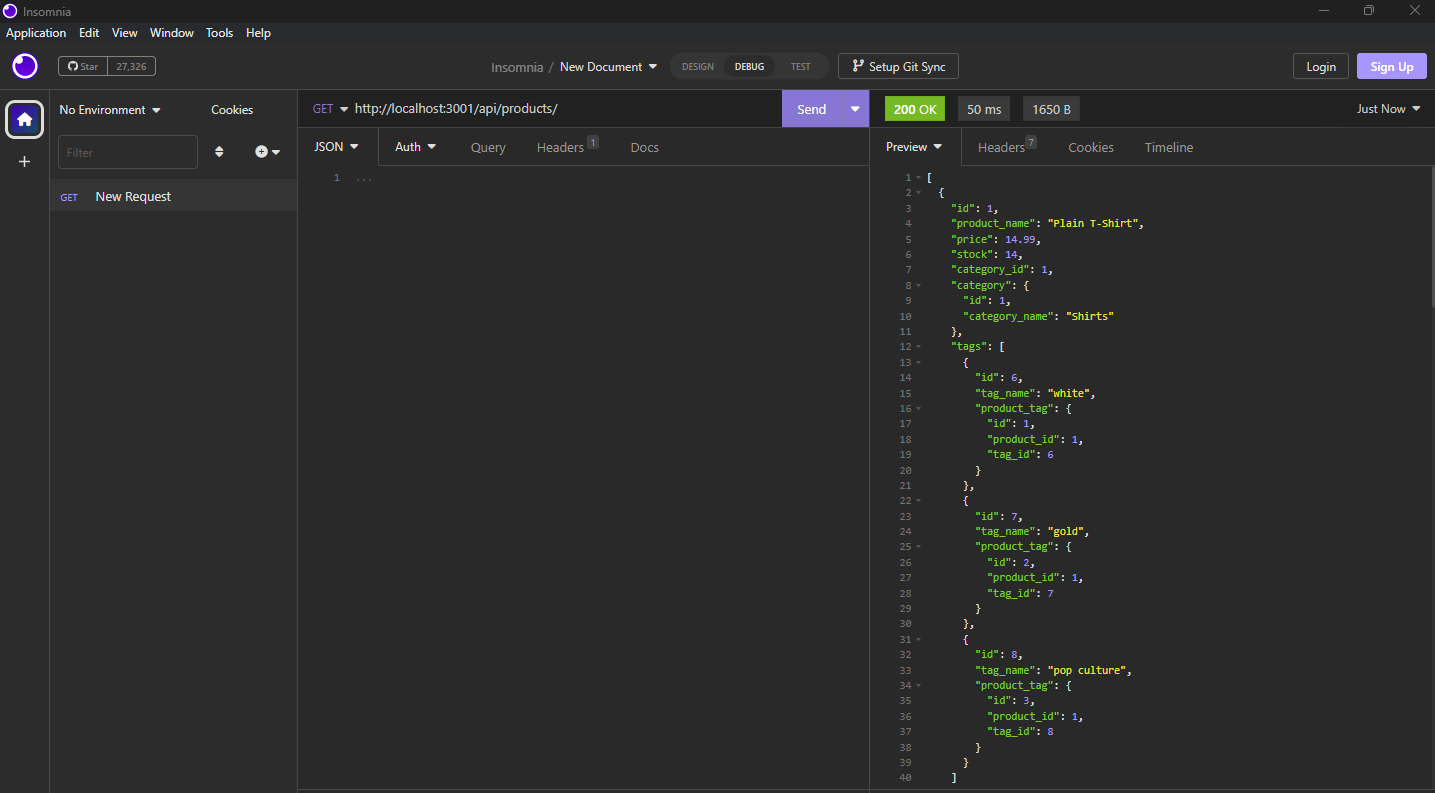 Insomnia
Application Edit View Window Tools Help
Star 27,326
Insomnia / New Document
DESIGN DEBUG TEST
Setup Git Sync
Login Sign Up
No Environment Cookies
Filter
GET New Request
GET http://localhost:3001/api/products/ Send
JSON Auth Query Headers 1 Docs
1 ...
200 OK 50 ms 1650 B Just Now
Preview Headers 7 Cookies Timeline
1 [
2 {
3 "id": 1,
4 "product_name": "Plain T-Shirt",
5 "price": 14.99,
6 "stock": 14,
7 "category_id": 1,
8 "category": {
9 "id": 1,
10 "category_name": "Shirts"
11 },
12 "tags": [
13 {
14 "id": 6,
15 "tag_name": "white",
16 "product_tag": {
17 "id": 1,
18 "product_id": 1,
19 "tag_id": 6
20 }
21 },
22 {
23 "id": 7,
24 "tag_name": "gold",
25 "product_tag": {
26 "id": 2,
27 "product_id": 1,
28 "tag_id": 7
29 }
30 },
31 {
32 "id": 8,
33 "tag_name": "pop culture",
34 "product_tag": {
35 "id": 3,
36 "product_id": 1,
37 "tag_id": 8
38 }
39 }
40 ]